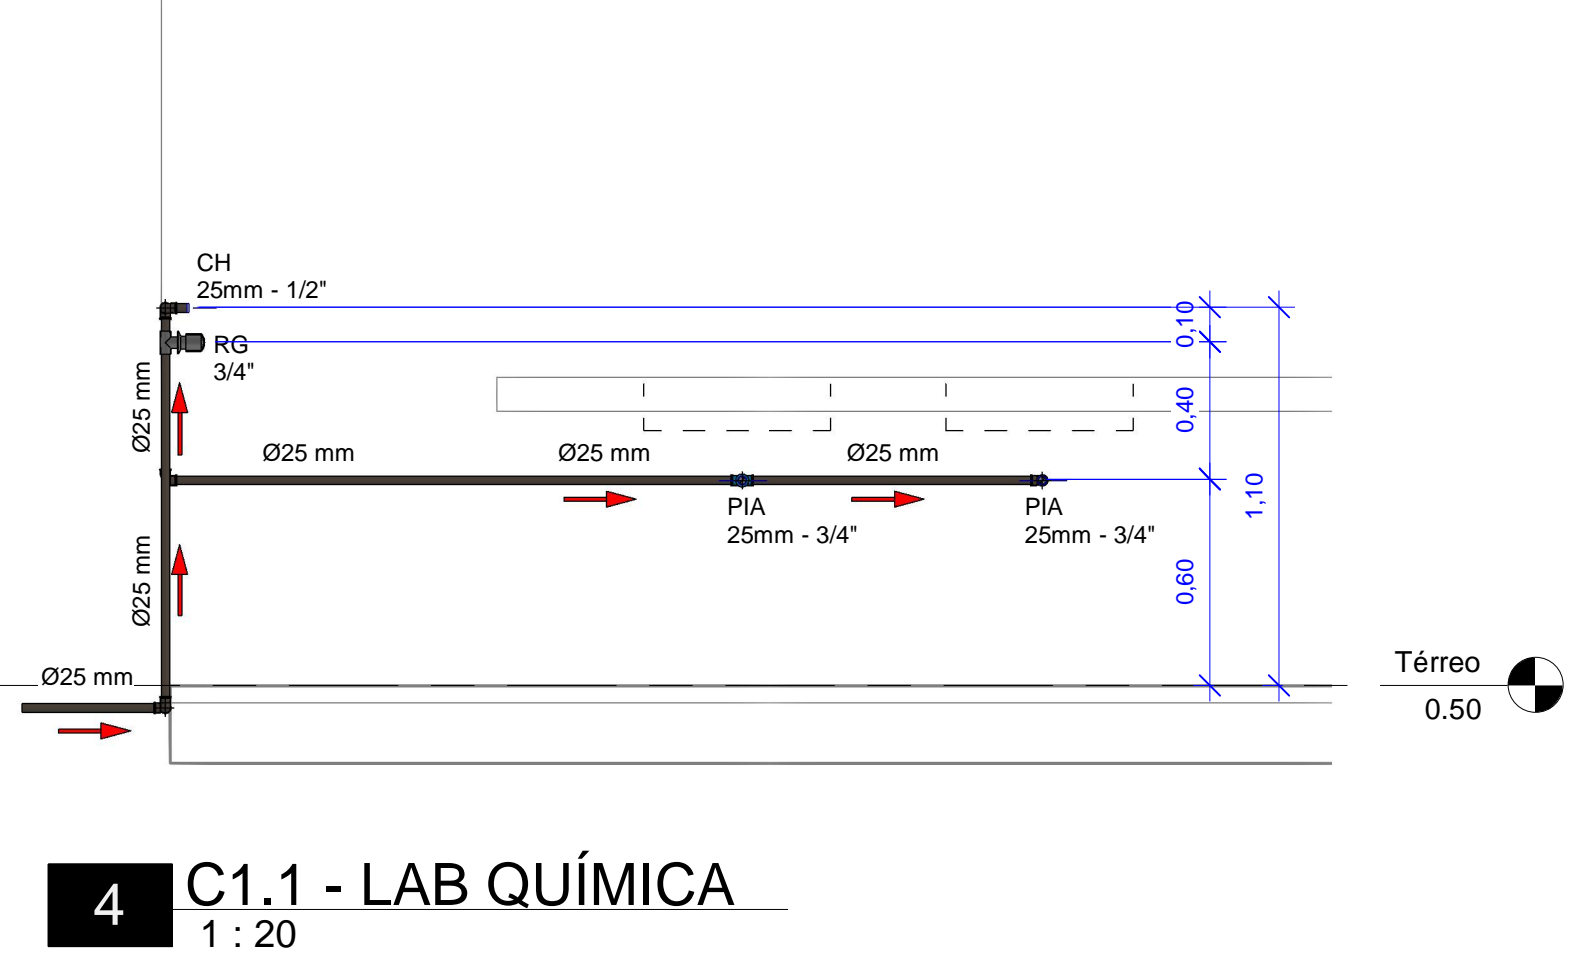 CH
25mm - 1/2"
RG
3/4"
0,10
Ø25 mm
0,40
Ø25 mm
Ø25 mm
Ø25 mm
PIA
25mm - 3/4"
PIA
25mm - 3/4"
1,10
Ø25 mm
0,60
Ø25 mm
Térreo
0.50
4
C1.1 - LAB QUÍMICA
1 : 20